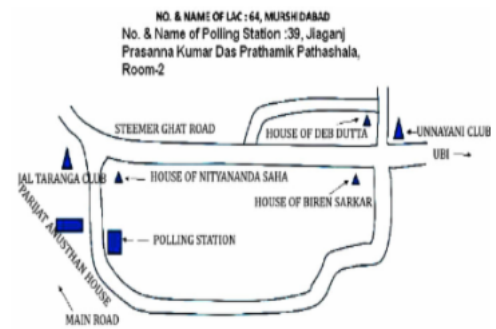 NO. & NAME OF LAC : 64, MURSHIDABAD
No. & Name of Polling Station :39, Jiaganj
Prasanna Kumar Das Prathamik Pathashala,
Room-2
STEEMER GHAT ROAD
HOUSE OF DEB DUTTA
UNNAYANI CLUB
UBI
JAL TARANGA CLUB
HOUSE OF NITYANANDA SAHA
HOUSE OF BIREN SARKAR
PARIJAT ANUSTHAN HOUSE
POLLING STATION
MAIN ROAD